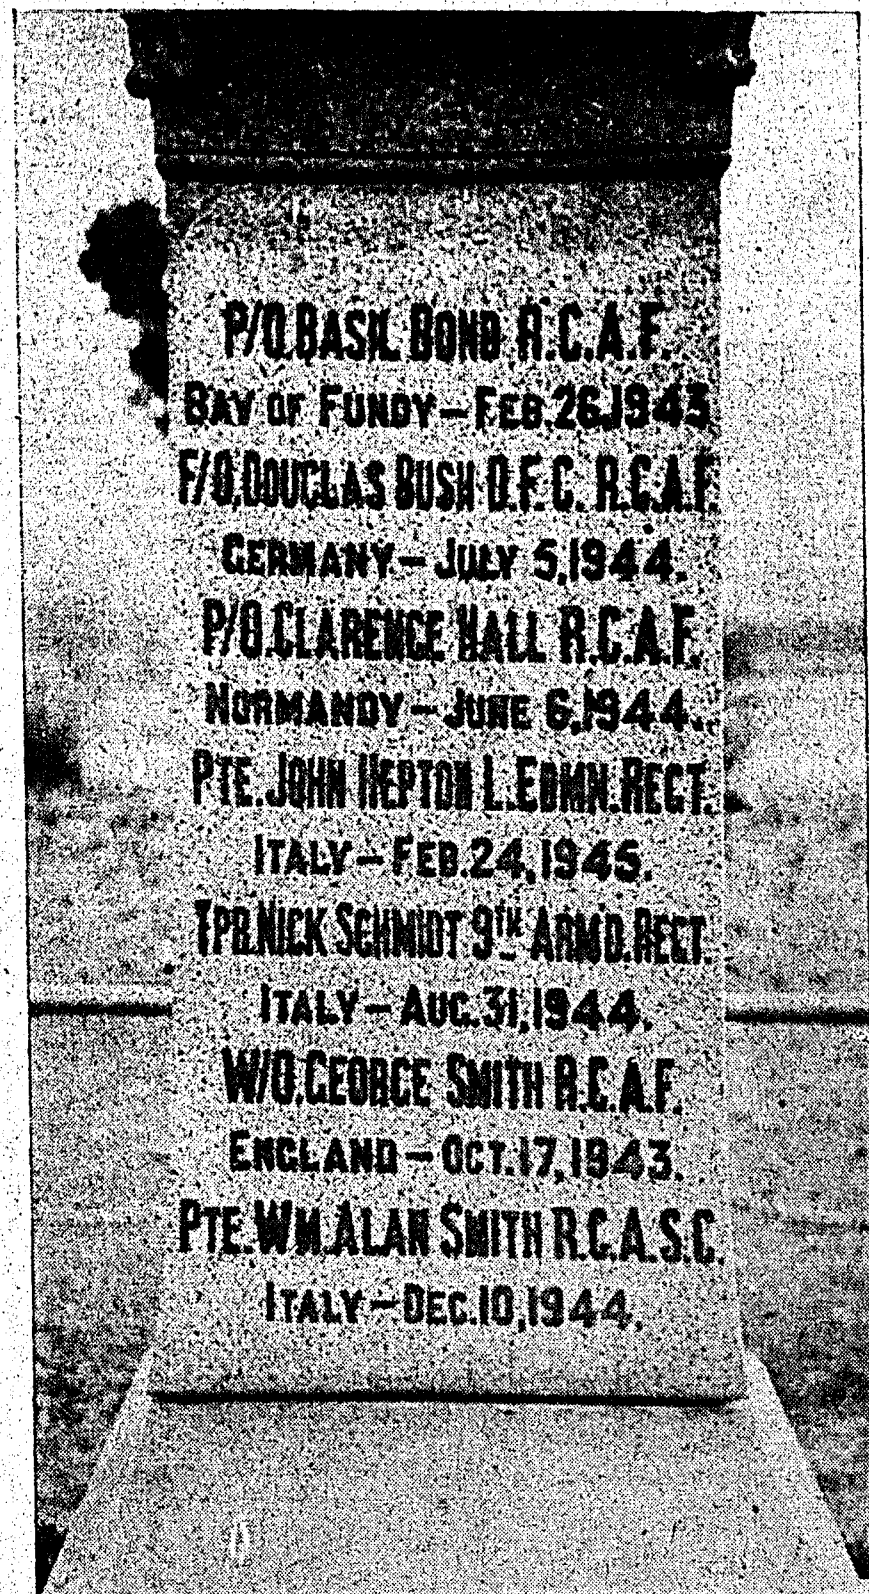 P/O. BASIL BOND R.C.A.F.
BAY OF FUNDY – FEB. 26, 1943
F/O. DOUGLAS BUSH D.F.C. R.C.A.F.
GERMANY – JULY 5, 1944.
P/O. CLARENCE HALL R.C.A.F.
NORMANDY – JUNE 6, 1944.
PTE. JOHN HEPTON L. EDMN. REGT.
ITALY – FEB. 24, 1945.
TPR. NICK SCHMIDT 9TH ARM'D. REGT.
ITALY – AUG. 31, 1944.
W/O. GEORGE SMITH R.C.A.F.
ENGLAND – OCT. 17, 1943.
PTE. WM. ALAN SMITH R.C.A.S.C.
ITALY – DEC. 10, 1944.